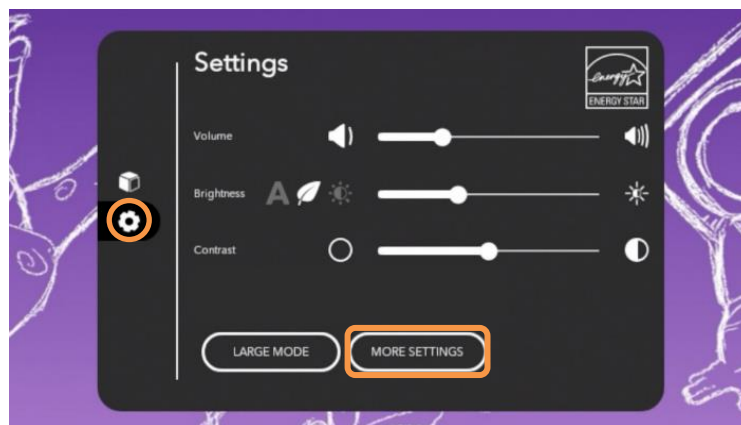 Settings
energy
ENERGY STAR
Volume
Brightness
A
Contrast
LARGE MODE
MORE SETTINGS